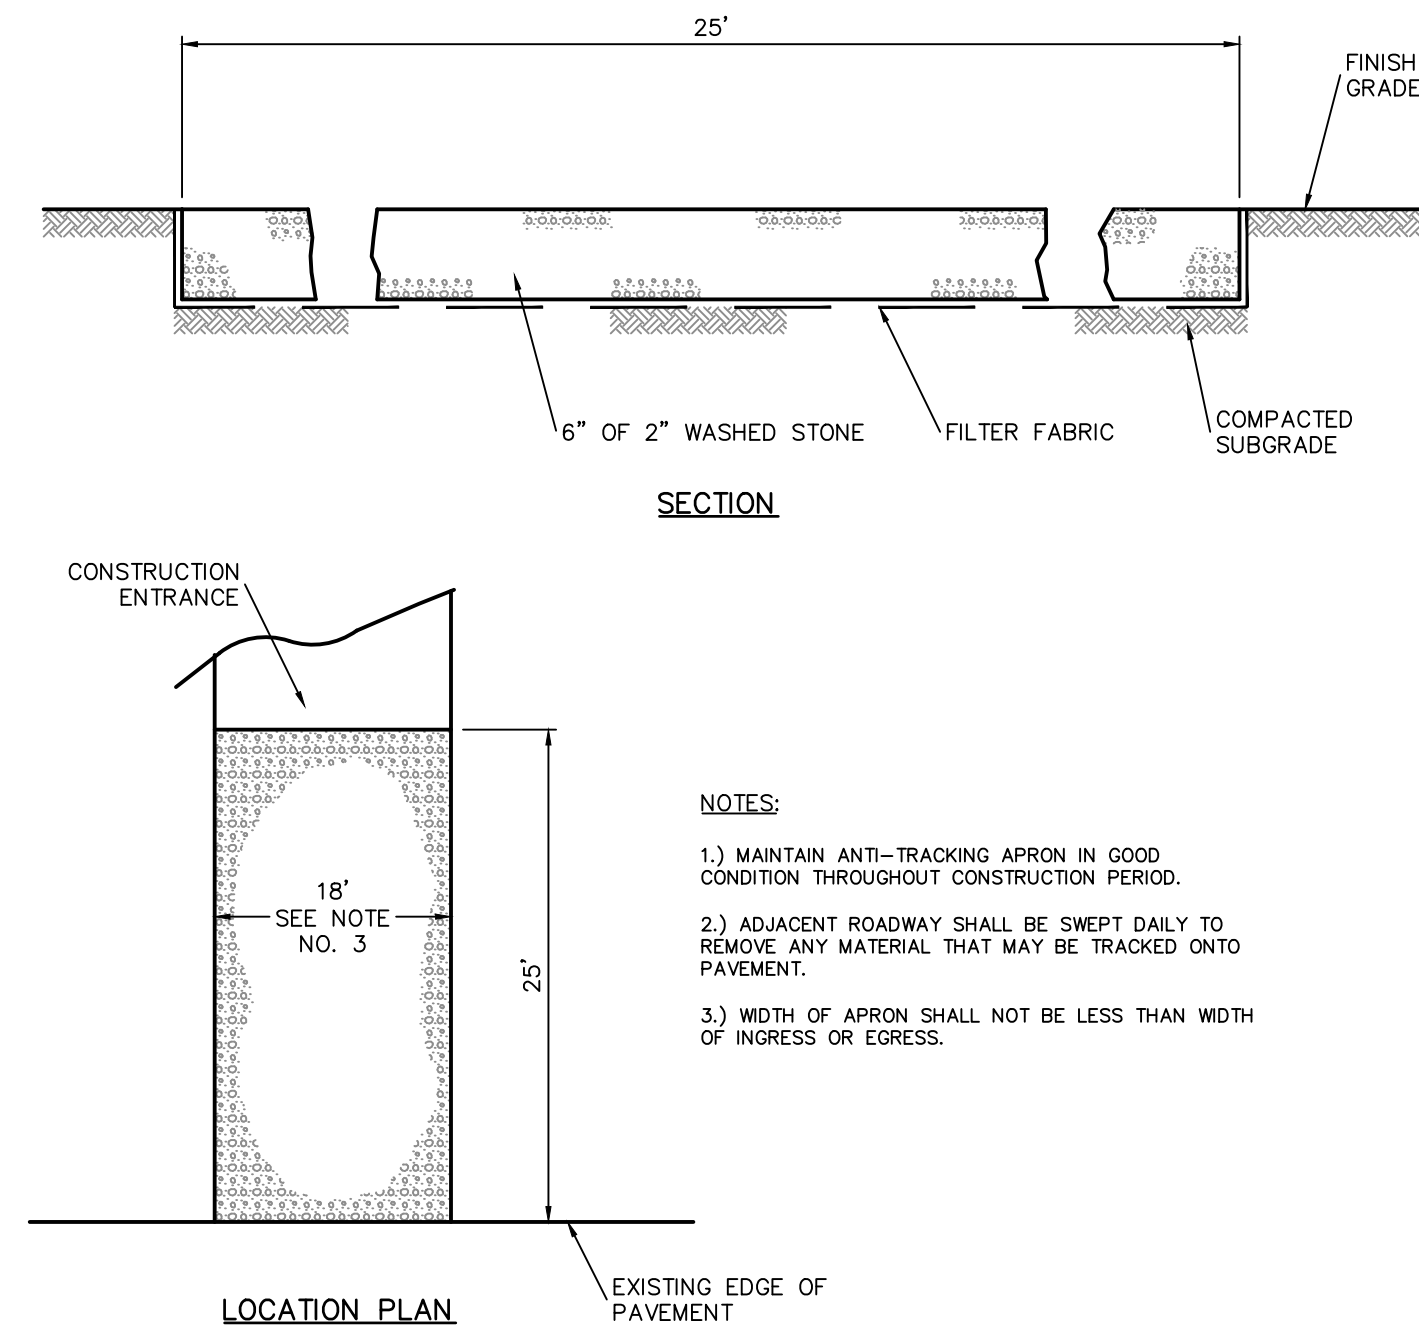 25'
FINISH
GRADE
6" OF 2" WASHED STONE
FILTER FABRIC
COMPACTED
SUBGRADE
SECTION
CONSTRUCTION
ENTRANCE
18'
SEE NOTE
NO. 3
25'
NOTES:
1.) MAINTAIN ANTI-TRACKING APRON IN GOOD
CONDITION THROUGHOUT CONSTRUCTION PERIOD.
2.) ADJACENT ROADWAY SHALL BE SWEPT DAILY TO
REMOVE ANY MATERIAL THAT MAY BE TRACKED ONTO
PAVEMENT.
3.) WIDTH OF APRON SHALL NOT BE LESS THAN WIDTH
OF INGRESS OR EGRESS.
EXISTING EDGE OF
PAVEMENT
LOCATION PLAN